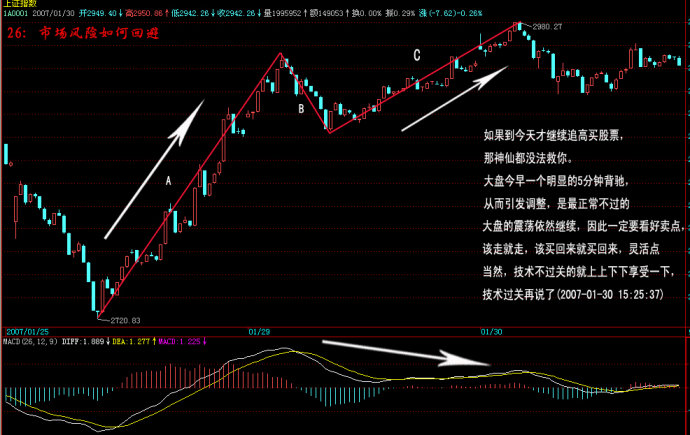 上证指数
1A0001 2007/01/30 开2949.40↓高2950.86↑低2942.26↓收2942.26↓量1995952↑额149053↑换0.00% 振0.29% 涨(-7.62)-0.26%
26: 市场风险如何回避
2980.27
C
B
A
如果到今天才继续追高买股票，
那神仙都没法救你。
大盘今早一个明显的5分钟背驰，
从而引发调整，是最正常不过的
大盘的震荡依然继续，因此一定要看好卖点，
该走就走，该买回来就买回来，灵活点
当然，技术不过关的就上上下下享受一下，
技术过关再说了(2007-01-30 15:25:37)
2720.83
2007/01/25 01/29 01/30
MACD(26,12,9) DIFF:1.889↓ DEA:1.277↑ MACD:1.225↓